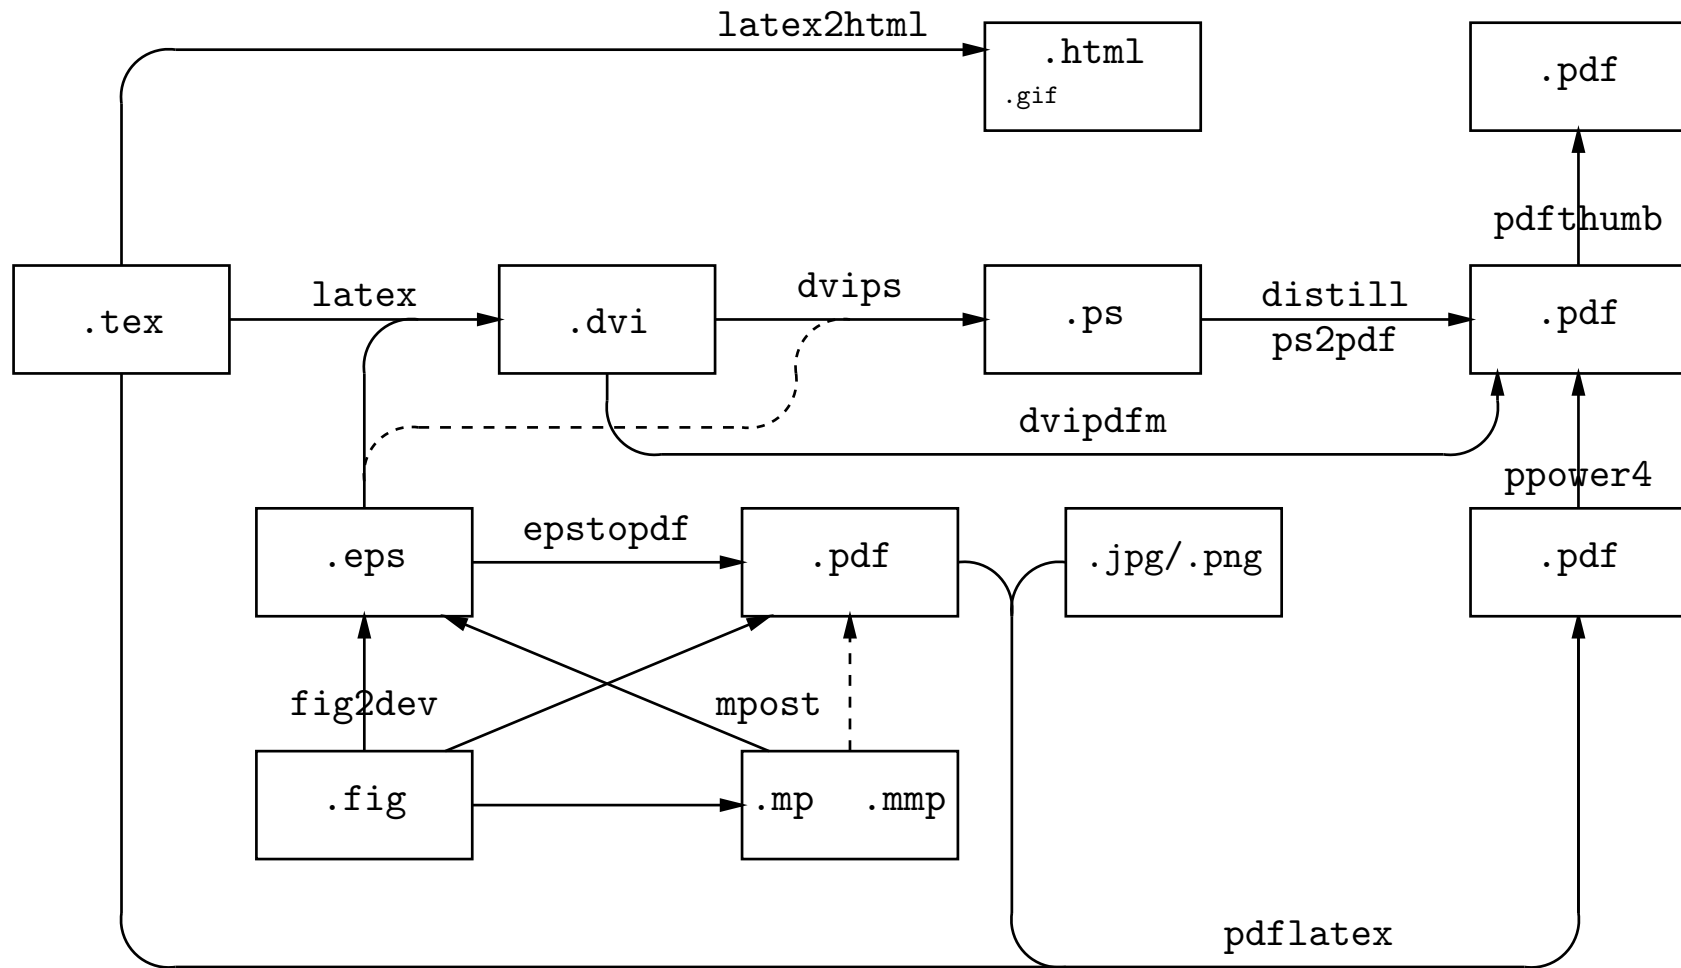 latex2html
.html
.pdf
.gif
pdfthumb
latex
dvips
distill
.tex
.dvi
.ps
.pdf
ps2pdf
dvipdfm
ppower4
epstopdf
.eps
.pdf
.jpg/.png
.pdf
fig2dev
mpost
.fig
.mp
.mmp
pdflatex